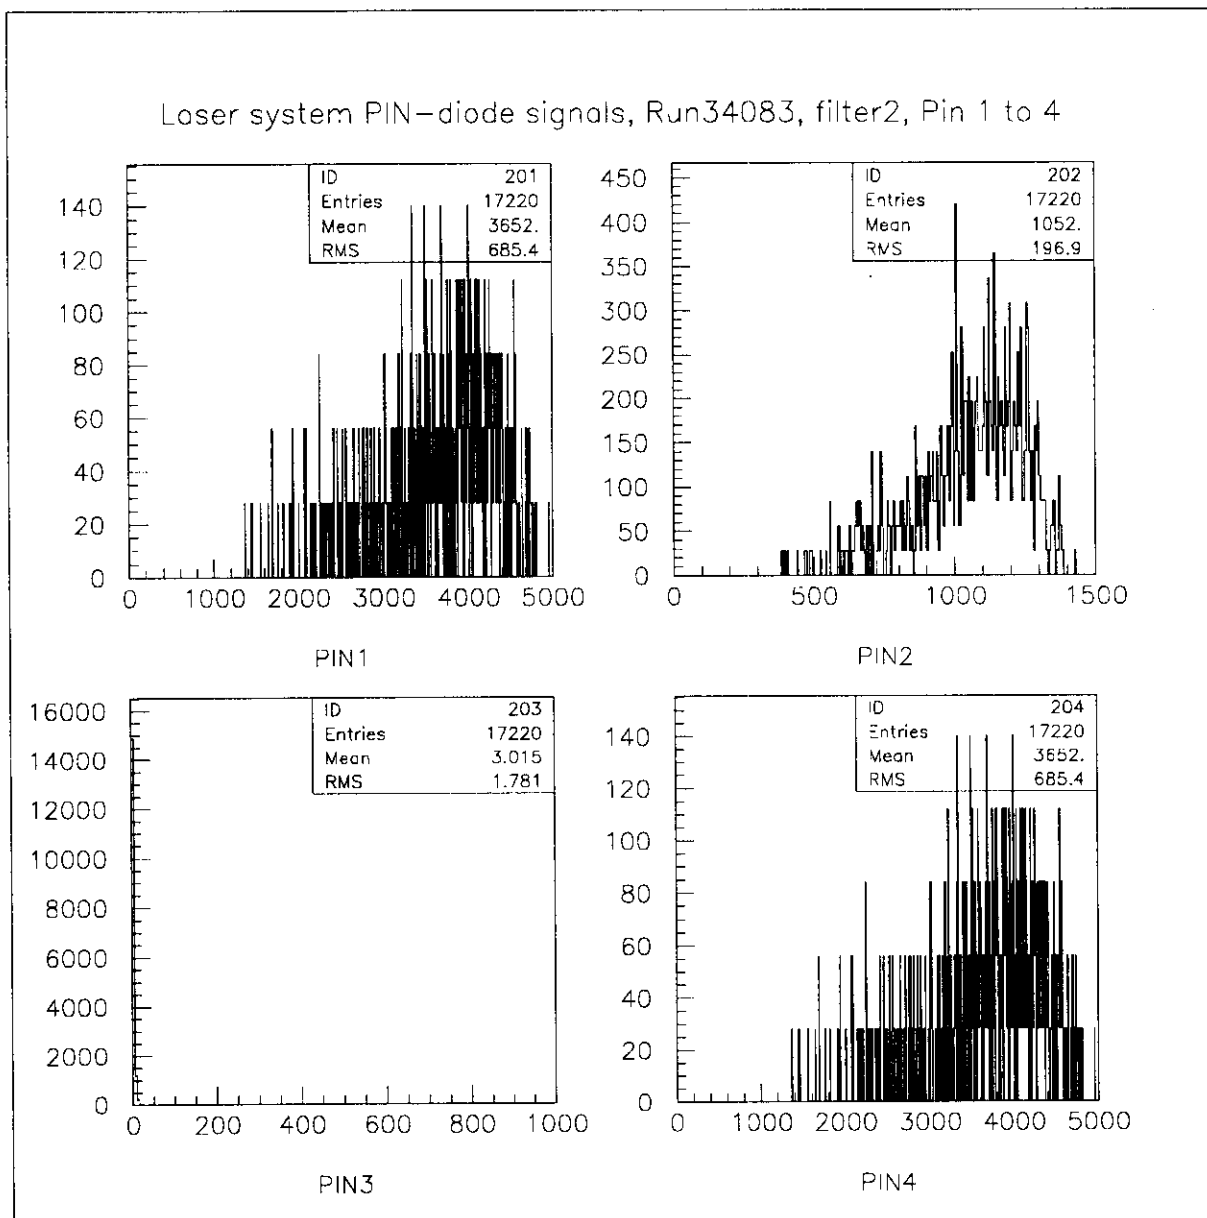 Laser system PIN-diode signals, Run34083, filter2, Pin 1 to 4
ID 201
Entries 17220
Mean 3652.
RMS 685.4
140
120
100
80
60
40
20
0
0 1000 2000 3000 4000 5000
PIN1
ID 202
Entries 17220
Mean 1052.
RMS 196.9
450
400
350
300
250
200
150
100
50
0
0 500 1000 1500
PIN2
ID 203
Entries 17220
Mean 3.015
RMS 1.781
16000
14000
12000
10000
8000
6000
4000
2000
0
0 200 400 600 800 1000
PIN3
ID 204
Entries 17220
Mean 3652.
RMS 685.4
140
120
100
80
60
40
20
0
0 1000 2000 3000 4000 5000
PIN4